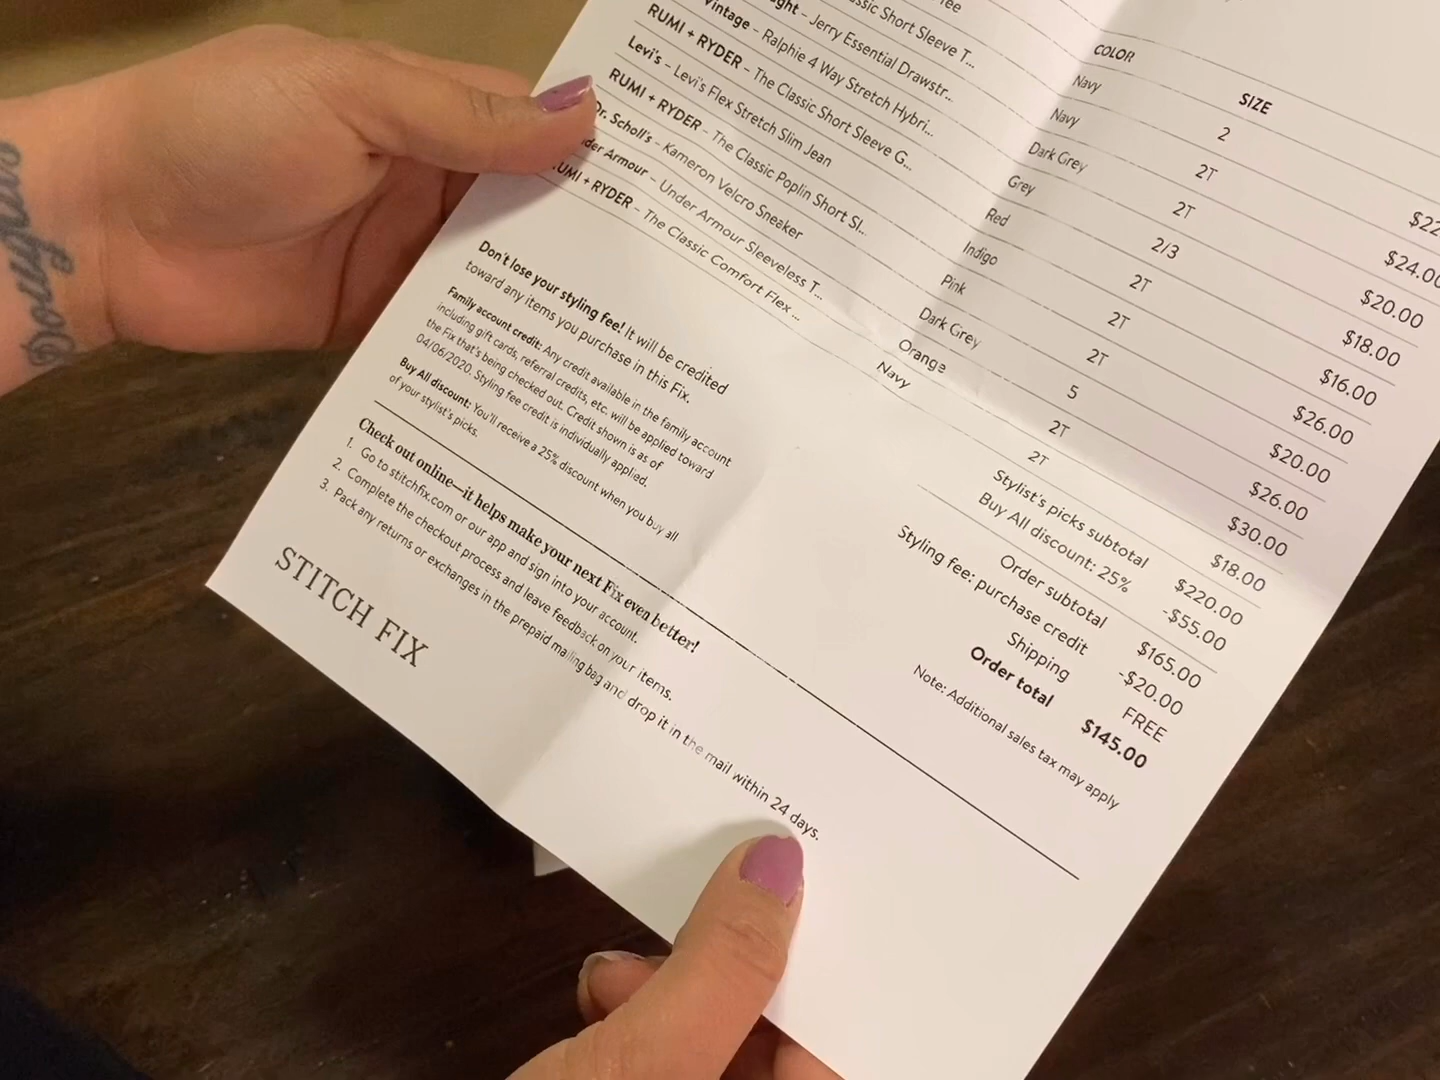 COLOR SIZE
Navy 2 $22
Classic Short Sleeve T... Navy 2T $24.00
Jerry Essential Drawstr... Dark Grey 2T $20.00
Vintage – Ralphie 4 Way Stretch Hybri... Grey 2/3 $18.00
RUMI + RYDER – The Classic Short Sleeve G... Red 2T $16.00
Levi's – Levi's Flex Stretch Slim Jean Indigo 2T $26.00
RUMI + RYDER – The Classic Poplin Short Sl... Pink 2T $20.00
Dr. Scholl's – Kameron Velcro Sneaker Dark Grey 5 $26.00
Under Armour – Under Armour Sleeveless T... Orange 2T $30.00
RUMI + RYDER – The Classic Comfort Flex ... Navy 2T $18.00
Stylist's picks subtotal $220.00
Buy All discount: 25% -$55.00
Order subtotal $165.00
Styling fee: purchase credit -$20.00
Shipping FREE
Order total $145.00
Note: Additional sales tax may apply
Don't lose your styling fee! It will be credited
toward any items you purchase in this Fix.
Family account credit: Any credit available in the family account
including gift cards, referral credits, etc. will be applied toward
the Fix that's being checked out. Credit shown is as of
04/06/2020. Styling fee credit is individually applied.
Buy All discount: You'll receive a 25% discount when you buy all
of your stylist's picks.
Check out online—it helps make your next Fix even better!
1. Go to stitchfix.com or our app and sign into your account.
2. Complete the checkout process and leave feedback on your items.
3. Pack any returns or exchanges in the prepaid mailing bag and drop it in the mail within 24 days.
STITCH FIX
Douglas